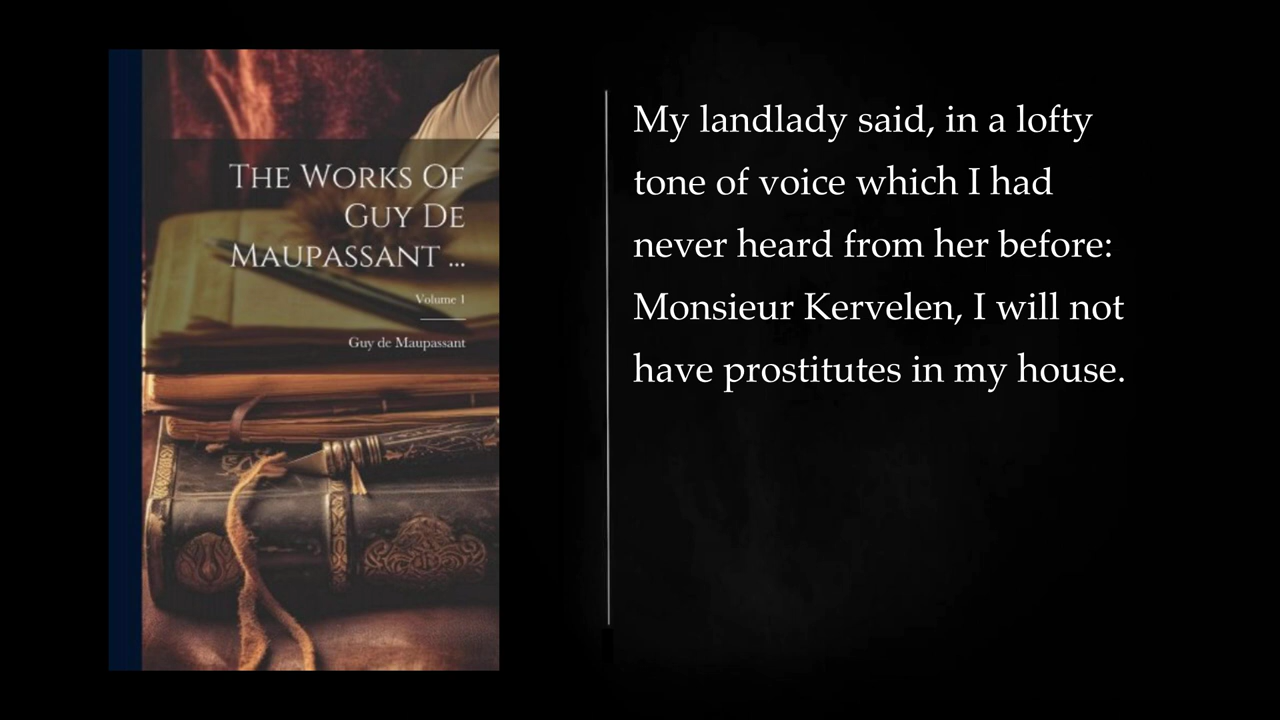 The Works Of
Guy De
Maupassant ...
Volume 1
Guy de Maupassant
My landlady said, in a lofty
tone of voice which I had
never heard from her before:
Monsieur Kervelen, I will not
have prostitutes in my house.